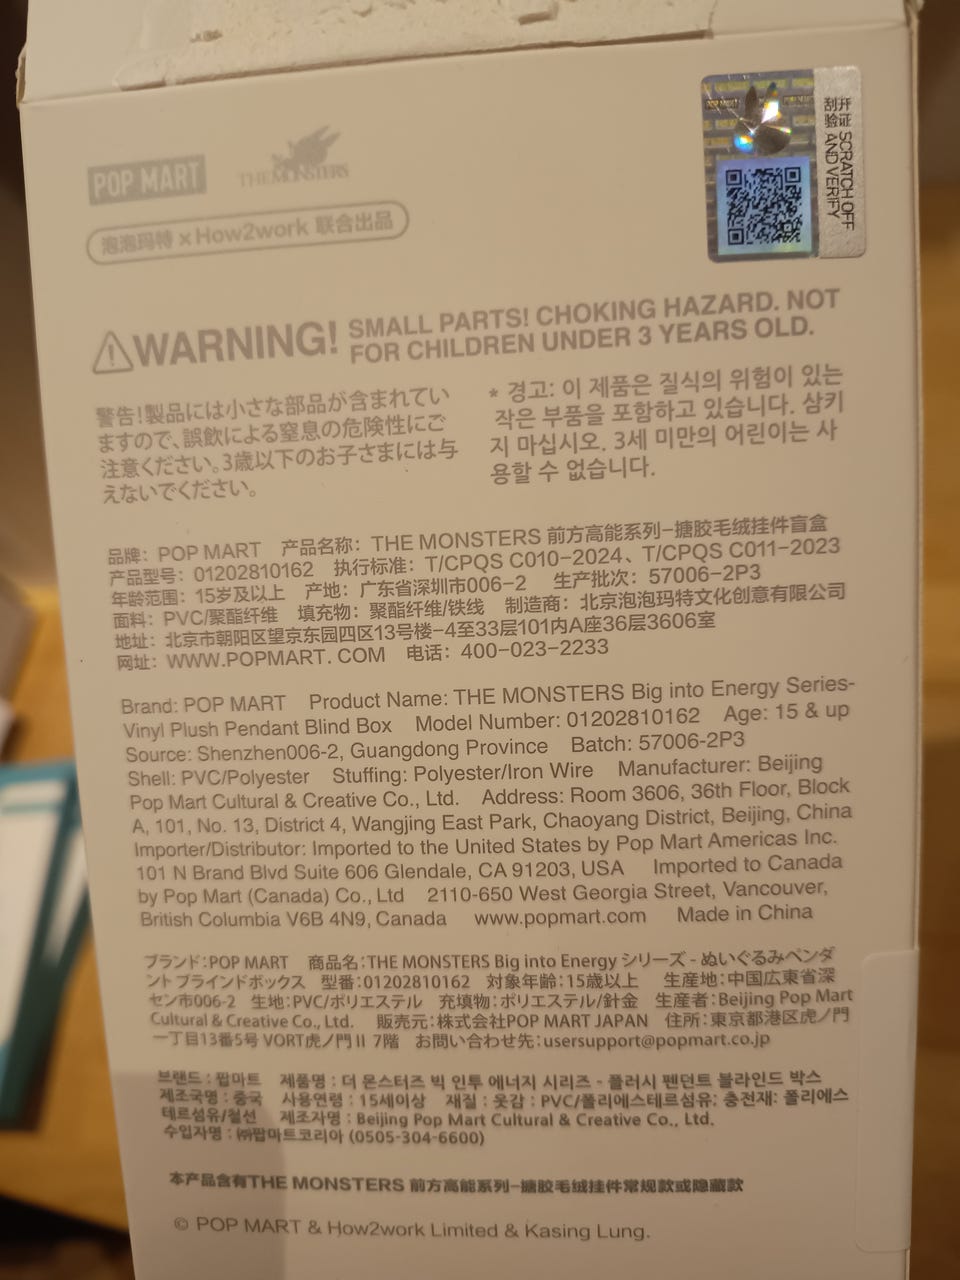 POP MART
THE MONSTERS
泡泡玛特 × How2work 联合出品
POP MART
刮开验证 SCRATCH OFF AND VERIFY
WARNING! SMALL PARTS! CHOKING HAZARD. NOT
FOR CHILDREN UNDER 3 YEARS OLD.
警告!製品には小さな部品が含まれてい
ますので、誤飲による窒息の危険性にご
注意ください。3歳以下のお子さまには与
えないでください。
* 경고: 이 제품은 질식의 위험이 있는
작은 부품을 포함하고 있습니다. 삼키
지 마십시오. 3세 미만의 어린이는 사
용할 수 없습니다.
品牌：POP MART 产品名称：THE MONSTERS 前方高能系列-搪胶毛绒挂件盲盒
产品型号：01202810162 执行标准：T/CPQS C010-2024、T/CPQS C011-2023
年龄范围：15岁及以上 产地：广东省深圳市006-2 生产批次：57006-2P3
面料：PVC/聚酯纤维 填充物：聚酯纤维/铁线 制造商：北京泡泡玛特文化创意有限公司
地址：北京市朝阳区望京东园四区13号楼-4至33层101内A座36层3606室
网址：WWW.POPMART.COM 电话：400-023-2233
Brand: POP MART Product Name: THE MONSTERS Big into Energy Series-
Vinyl Plush Pendant Blind Box Model Number: 01202810162 Age: 15 & up
Source: Shenzhen006-2, Guangdong Province Batch: 57006-2P3
Shell: PVC/Polyester Stuffing: Polyester/Iron Wire Manufacturer: Beijing
Pop Mart Cultural & Creative Co., Ltd. Address: Room 3606, 36th Floor, Block
A, 101, No. 13, District 4, Wangjing East Park, Chaoyang District, Beijing, China
Importer/Distributor: Imported to the United States by Pop Mart Americas Inc.
101 N Brand Blvd Suite 606 Glendale, CA 91203, USA Imported to Canada
by Pop Mart (Canada) Co., Ltd 2110-650 West Georgia Street, Vancouver,
British Columbia V6B 4N9, Canada www.popmart.com Made in China
ブランド：POP MART 商品名：THE MONSTERS Big into Energy シリーズ - ぬいぐるみペンダ
ント ブラインドボックス 型番：01202810162 対象年齢：15歳以上 生産地：中国広東省深
セン市006-2 生地：PVC/ポリエステル 充填物：ポリエステル/針金 生産者：Beijing Pop Mart
Cultural & Creative Co., Ltd. 販売元：株式会社POP MART JAPAN 住所：東京都港区虎ノ門
一丁目13番5号 VORT虎ノ門Ⅱ 7階 お問い合わせ先：usersupport@popmart.co.jp
브랜드 : 팝마트 제품명 : 더 몬스터즈 빅 인투 에너지 시리즈 - 플러시 펜던트 블라인드 박스
제조국명 : 중국 사용연령 : 15세이상 재질 : 옷감 : PVC/폴리에스테르섬유; 충전재: 폴리에스
테르섬유/철선 제조자명 : Beijing Pop Mart Cultural & Creative Co., Ltd.
수입자명 : ㈜팝마트코리아 (0505-304-6600)
本产品含有THE MONSTERS 前方高能系列-搪胶毛绒挂件常规款或隐藏款
© POP MART & How2work Limited & Kasing Lung.